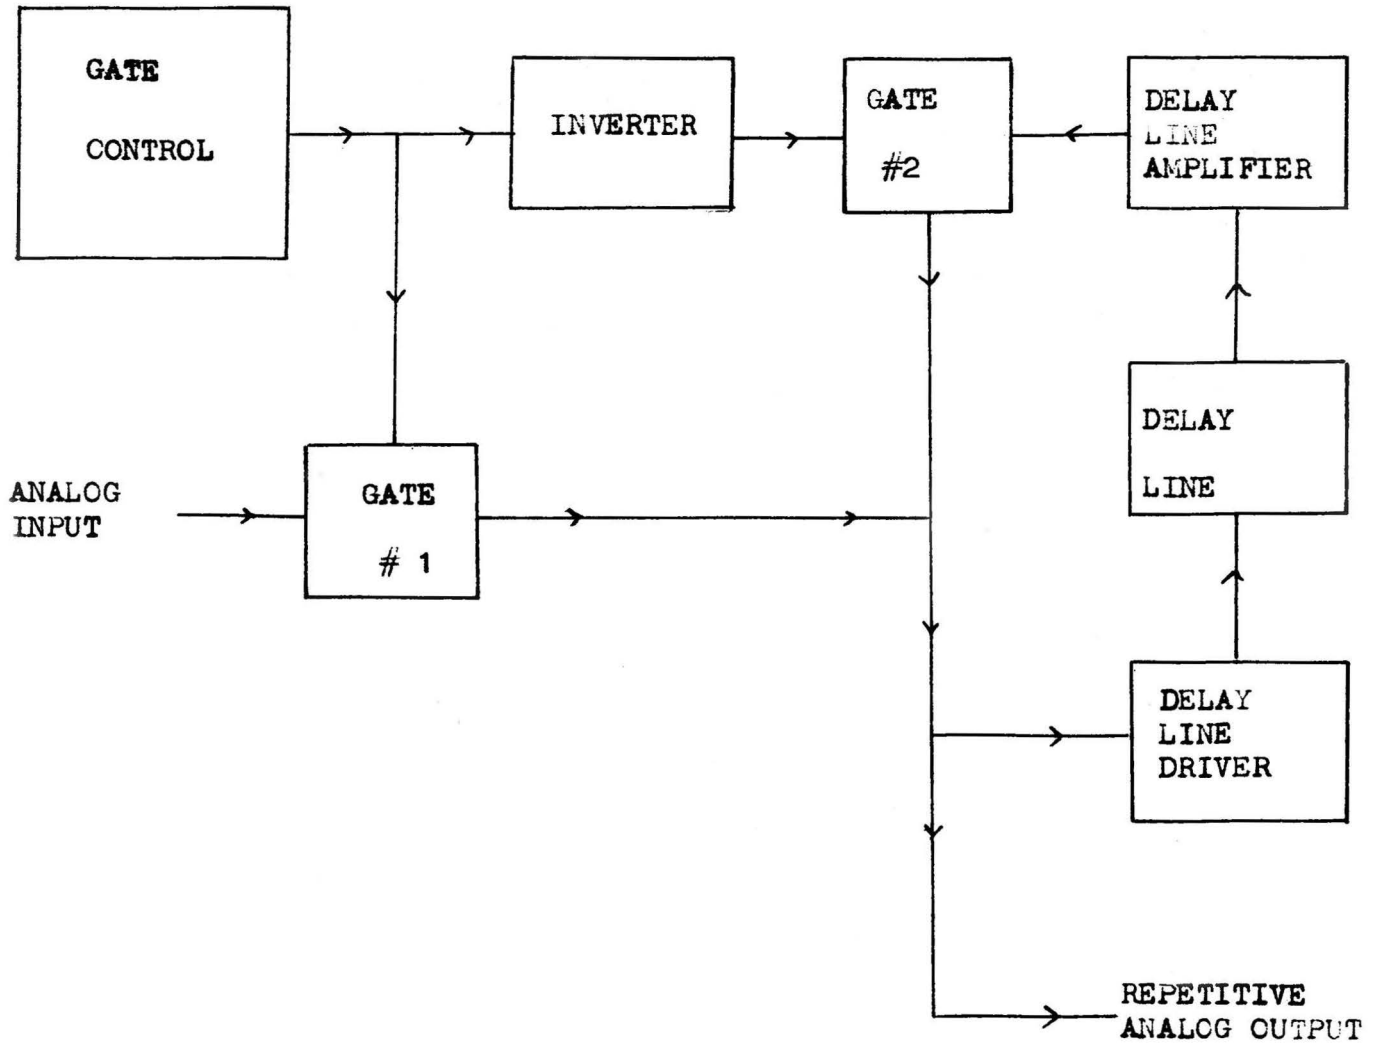 GATE
CONTROL
INVERTER
GATE
#2
DELAY
LINE
AMPLIFIER
DELAY
LINE
ANALOG
INPUT
GATE
# 1
DELAY
LINE
DRIVER
REPETITIVE
ANALOG OUTPUT